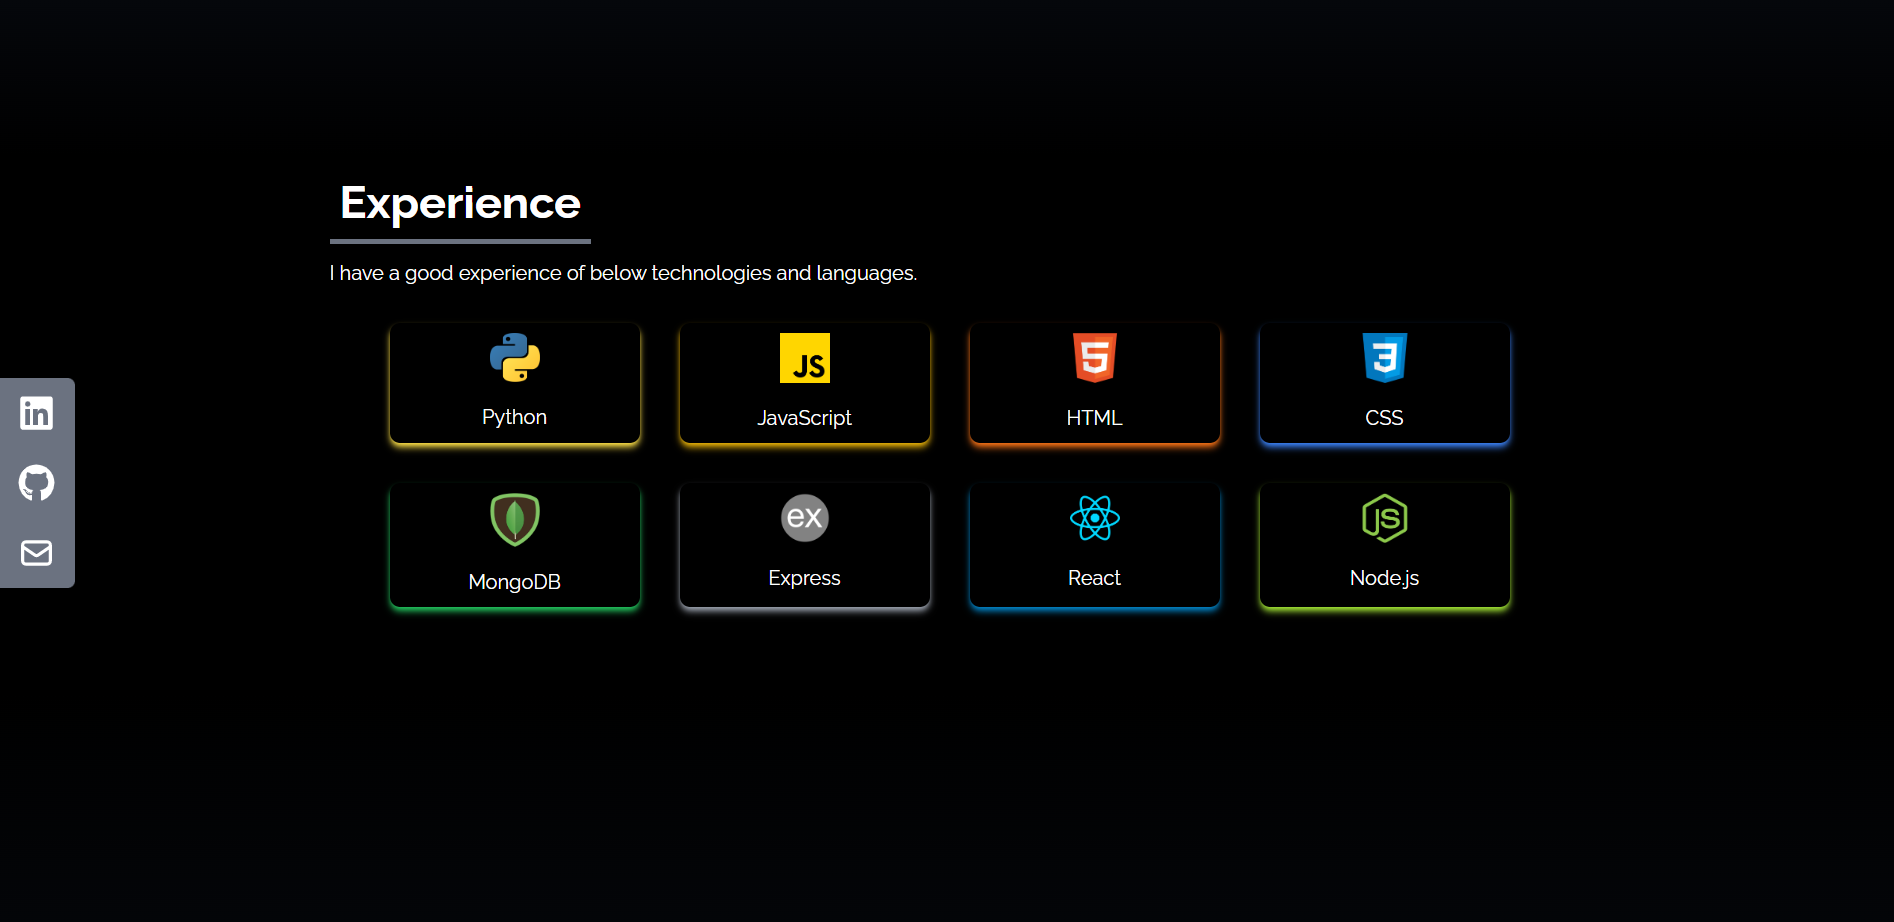 Experience
I have a good experience of below technologies and languages.
JS
5
3
Python
JavaScript
HTML
CSS
in
ex
JS
MongoDB
Express
React
Node.js